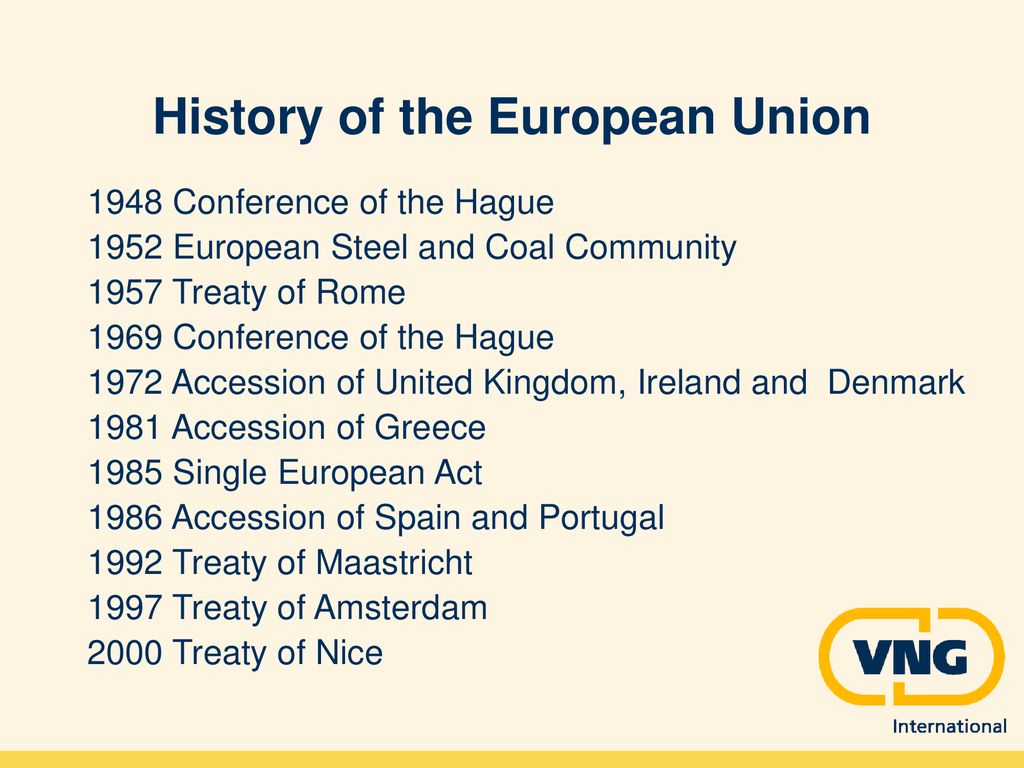 History of the European Union
1948 Conference of the Hague
1952 European Steel and Coal Community
1957 Treaty of Rome
1969 Conference of the Hague
1972 Accession of United Kingdom, Ireland and  Denmark
1981 Accession of Greece
1985 Single European Act
1986 Accession of Spain and Portugal
1992 Treaty of Maastricht
1997 Treaty of Amsterdam
2000 Treaty of Nice
VNG
International